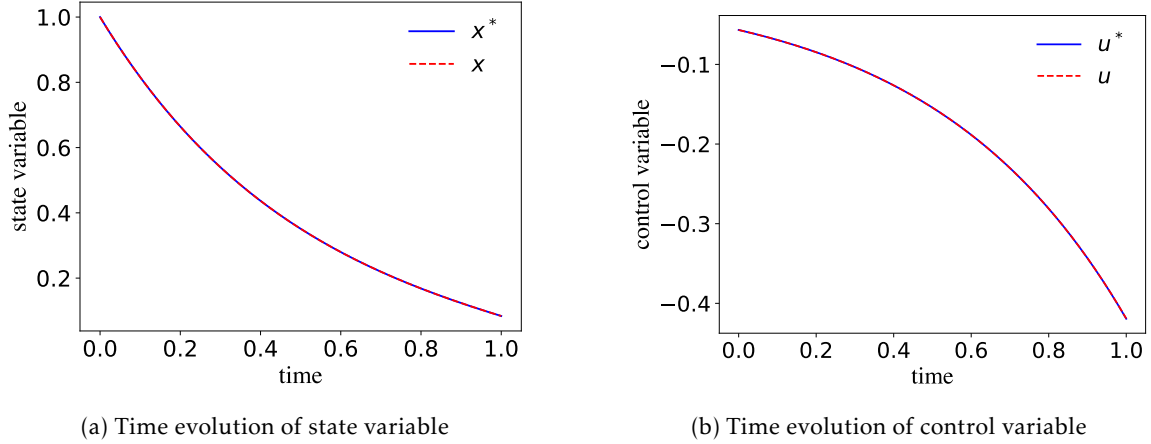 1.0
0.8
0.6
0.4
0.2
state variable
x*
x
0.0 0.2 0.4 0.6 0.8 1.0
time
(a) Time evolution of state variable
−0.1
−0.2
−0.3
−0.4
control variable
u*
u
0.0 0.2 0.4 0.6 0.8 1.0
time
(b) Time evolution of control variable